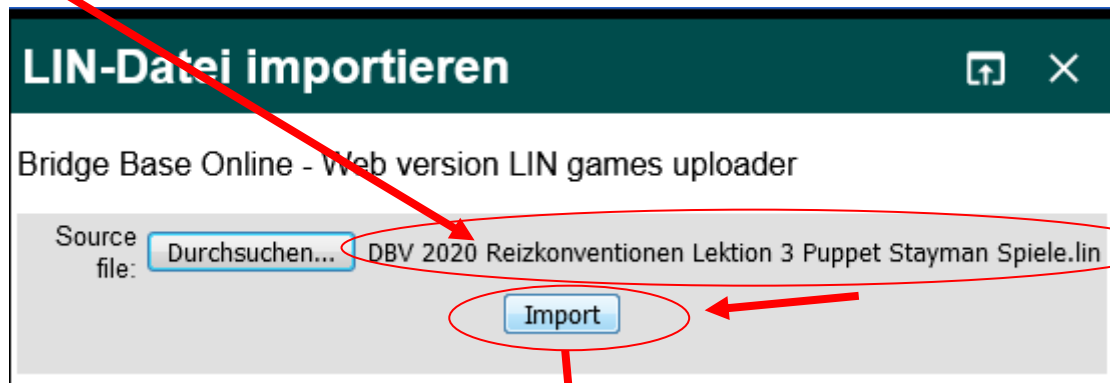 LIN-Datei importieren
Bridge Base Online - Web version LIN games uploader
Source file: Durchsuchen... DBV 2020 Reizkonventionen Lektion 3 Puppet Stayman Spiele.lin
Import